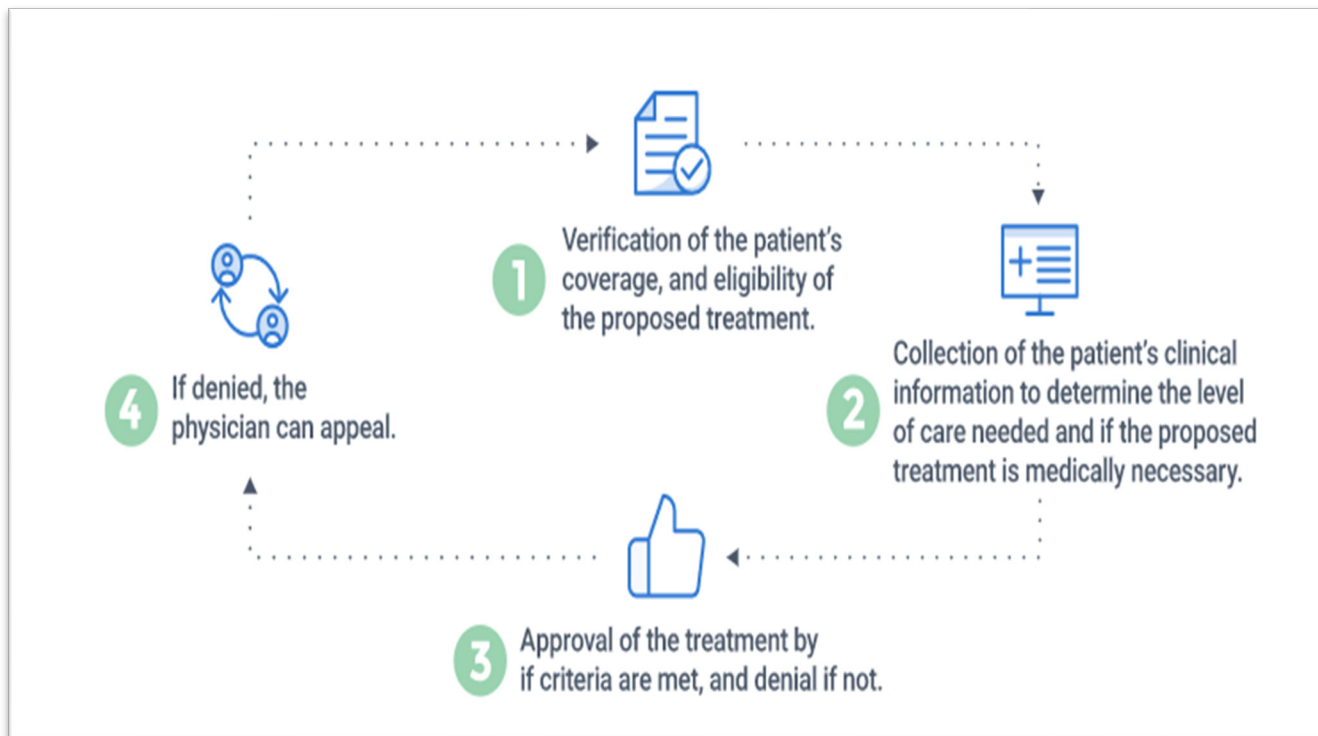 1
Verification of the patient’s
coverage, and eligibility of
the proposed treatment.
2
Collection of the patient’s clinical
information to determine the level
of care needed and if the proposed
treatment is medically necessary.
3
Approval of the treatment by
if criteria are met, and denial if not.
4
If denied, the
physician can appeal.